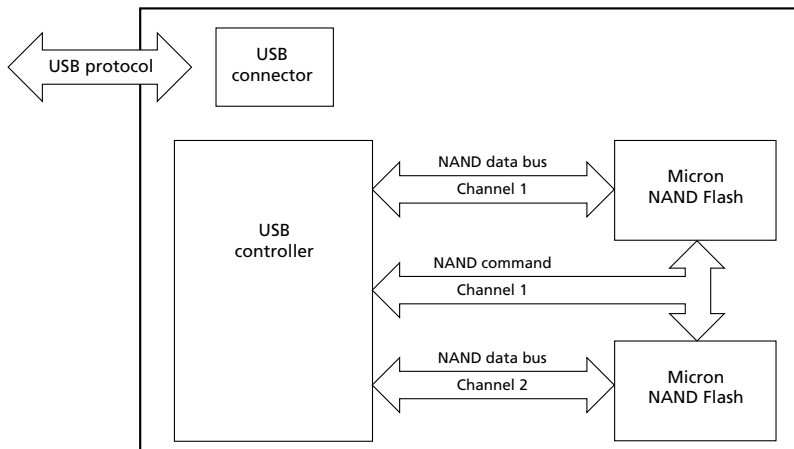 USB
connector
USB protocol
NAND data bus
Channel 1
Micron
NAND Flash
USB
controller
NAND command
Channel 1
NAND data bus
Channel 2
Micron
NAND Flash